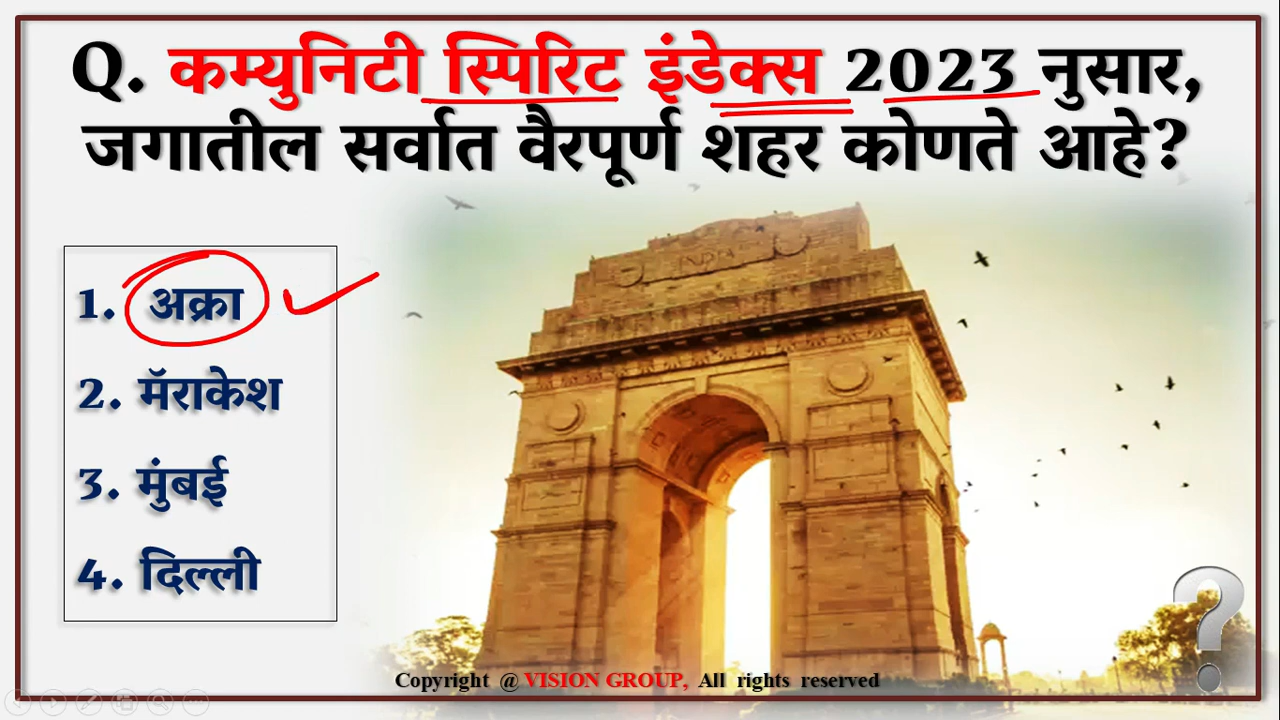 Q. कम्युनिटी स्पिरिट इंडेक्स 2023 नुसार,
जगातील सर्वात वैरपूर्ण शहर कोणते आहे?
1. अक्रा
2. मॅराकेश
3. मुंबई
4. दिल्ली
INDIA
Copyright @ VISION GROUP, All rights reserved